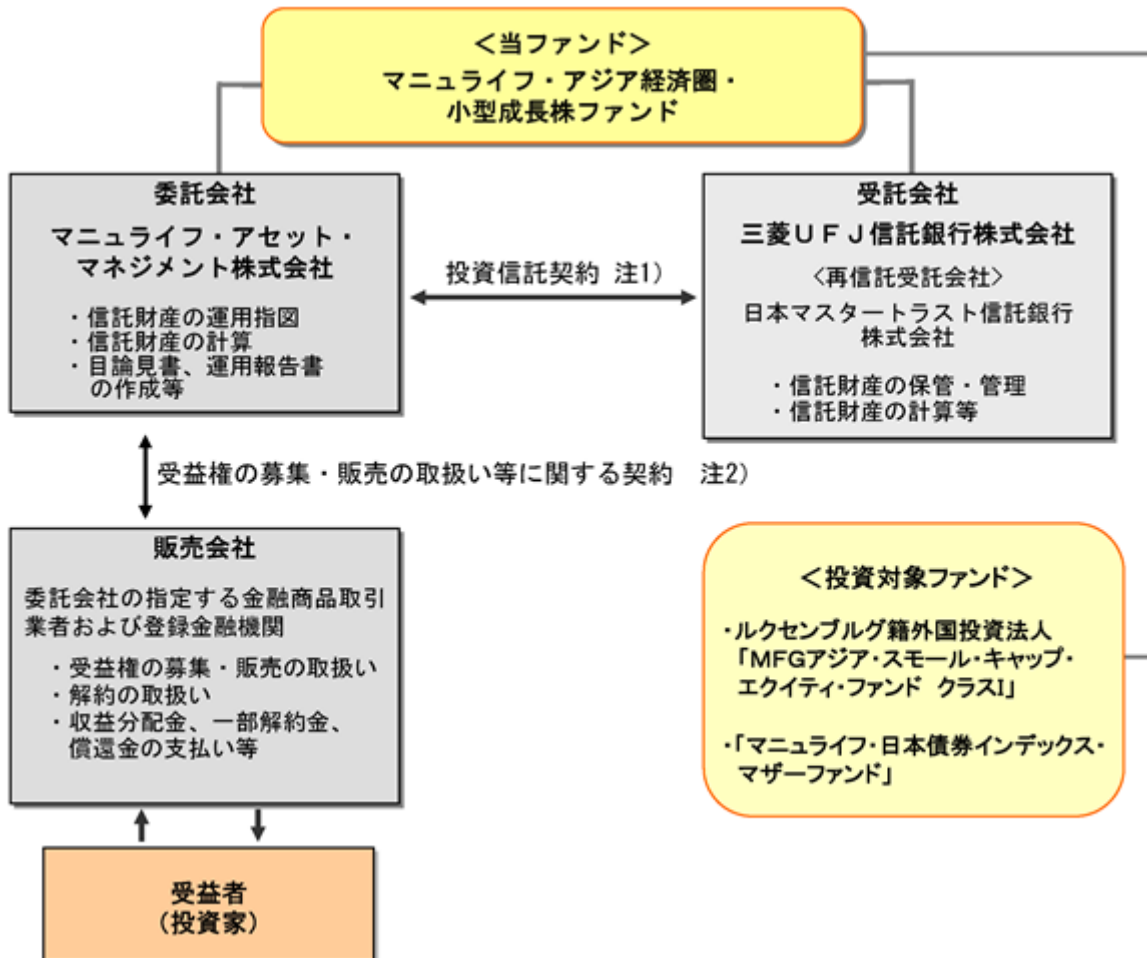 ＜当ファンド＞
マニュライフ・アジア経済圏・
小型成長株ファンド
委託会社
マニュライフ・アセット・
マネジメント株式会社
・信託財産の運用指図
・信託財産の計算
・目論見書、運用報告書
の作成等
投資信託契約 注1）
受託会社
三菱ＵＦＪ信託銀行株式会社
〈再信託受託会社〉
日本マスタートラスト信託銀行
株式会社
・信託財産の保管・管理
・信託財産の計算等
受益権の募集・販売の取扱い等に関する契約　注2）
販売会社
委託会社の指定する金融商品取引
業者および登録金融機関
・受益権の募集・販売の取扱い
・解約の取扱い
・収益分配金、一部解約金、
償還金の支払い等
＜投資対象ファンド＞
・ルクセンブルグ籍外国投資法人
「MFGアジア・スモール・キャップ・
エクイティ・ファンド　クラスI」
・「マニュライフ・日本債券インデックス・
マザーファンド」
受益者
（投資家）